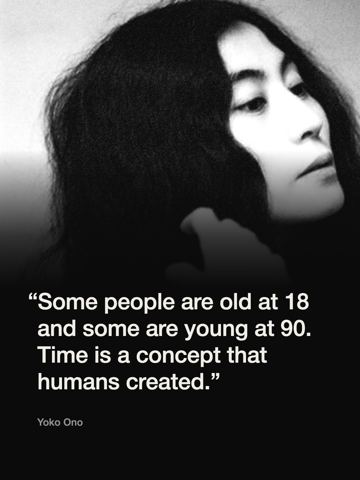 “Some people are old at 18
and some are young at 90.
Time is a concept that
humans created.”
Yoko Ono